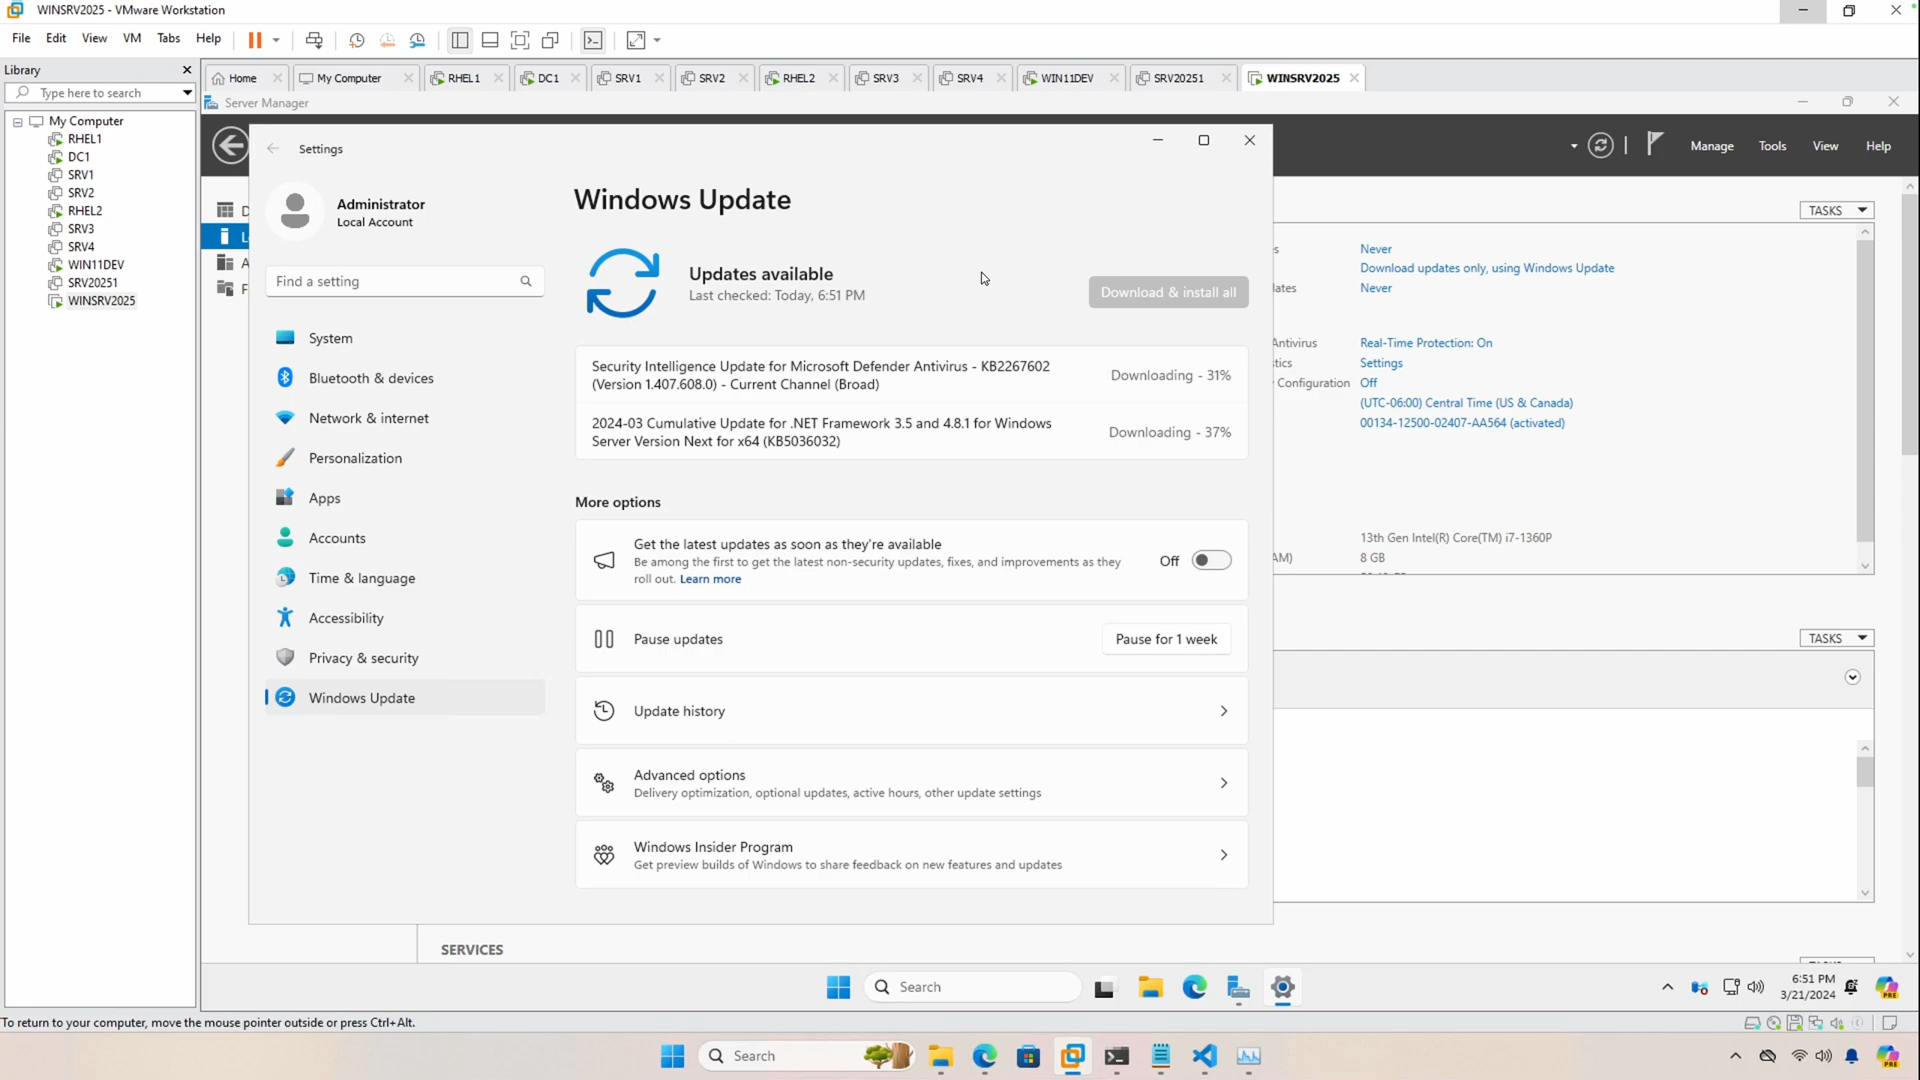 WINSRV2025 - VMware Workstation
File Edit View VM Tabs Help
Library
Type here to search
My Computer
RHEL1
DC1
SRV1
SRV2
RHEL2
SRV3
SRV4
WIN11DEV
SRV20251
WINSRV2025
Home
My Computer
RHEL1
DC1
SRV1
SRV2
RHEL2
SRV3
SRV4
WIN11DEV
SRV20251
WINSRV2025
Server Manager
Manage Tools View Help
Settings
Administrator
Local Account
Find a setting
System
Bluetooth & devices
Network & internet
Personalization
Apps
Accounts
Time & language
Accessibility
Privacy & security
Windows Update
Windows Update
Updates available
Last checked: Today, 6:51 PM
Download & install all
Security Intelligence Update for Microsoft Defender Antivirus - KB2267602
(Version 1.407.608.0) - Current Channel (Broad)
Downloading - 31%
2024-03 Cumulative Update for .NET Framework 3.5 and 4.8.1 for Windows
Server Version Next for x64 (KB5036032)
Downloading - 37%
More options
Get the latest updates as soon as they're available
Be among the first to get the latest non-security updates, fixes, and improvements as they
roll out. Learn more
Off
Pause updates
Pause for 1 week
Update history
Advanced options
Delivery optimization, optional updates, active hours, other update settings
Windows Insider Program
Get preview builds of Windows to share feedback on new features and updates
TASKS
Never
Download updates only, using Windows Update
Never
Antivirus Real-Time Protection: On
Settings
Configuration Off
(UTC-06:00) Central Time (US & Canada)
00134-12500-02407-AA564 (activated)
13th Gen Intel(R) Core(TM) i7-1360P
8 GB
TASKS
SERVICES
Search
6:51 PM
3/21/2024
To return to your computer, move the mouse pointer outside or press Ctrl+Alt.
Search